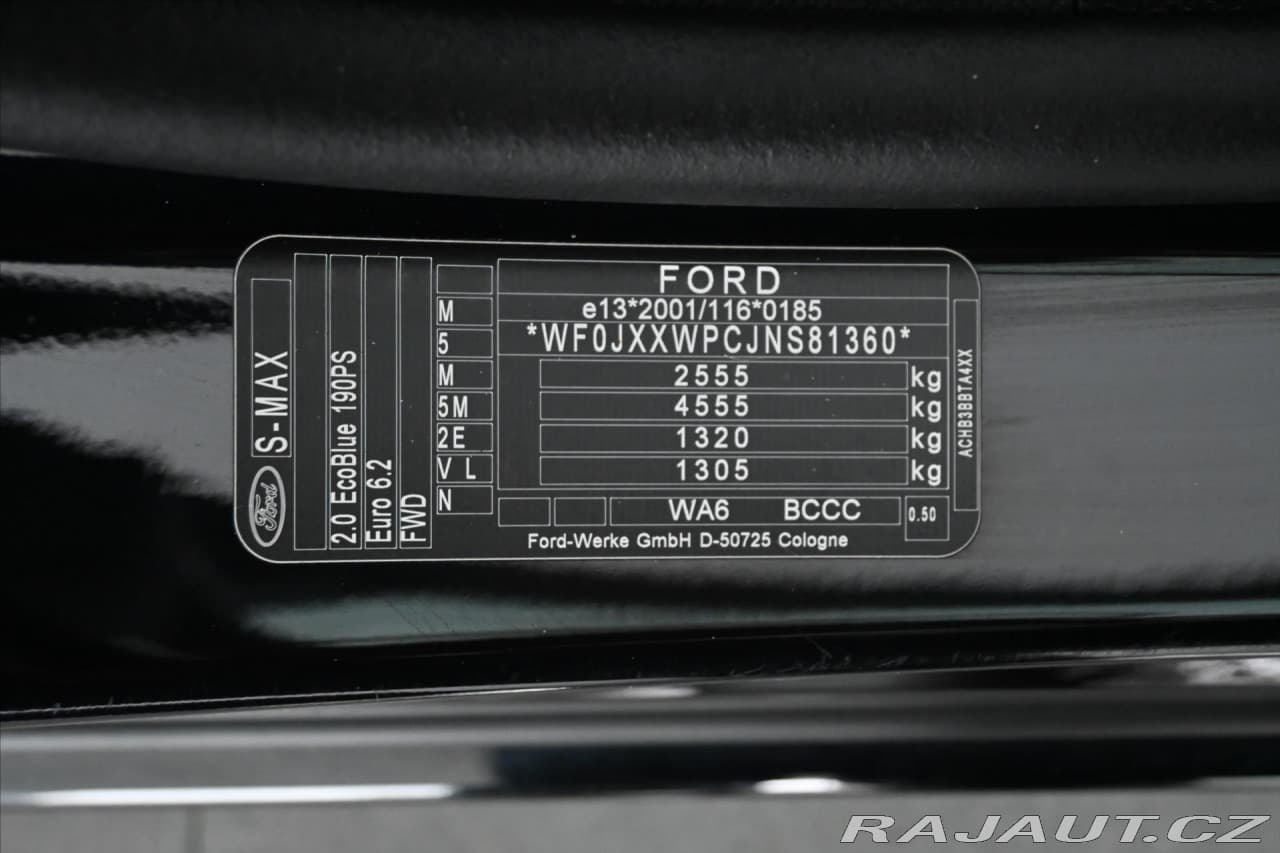 FORD
e13*2001/116*0185
*WF0JXXWPCJNS81360*
2555 kg
4555 kg
1320 kg
1305 kg
WA6 BCCC 0.50
Ford-Werke GmbH D-50725 Cologne
M
5
M
5M
2E
V L
N
Ford S-MAX
2.0 EcoBlue 190PS
Euro 6.2
FWD
ACHB3BBTA4XX
RAJAUT.CZ